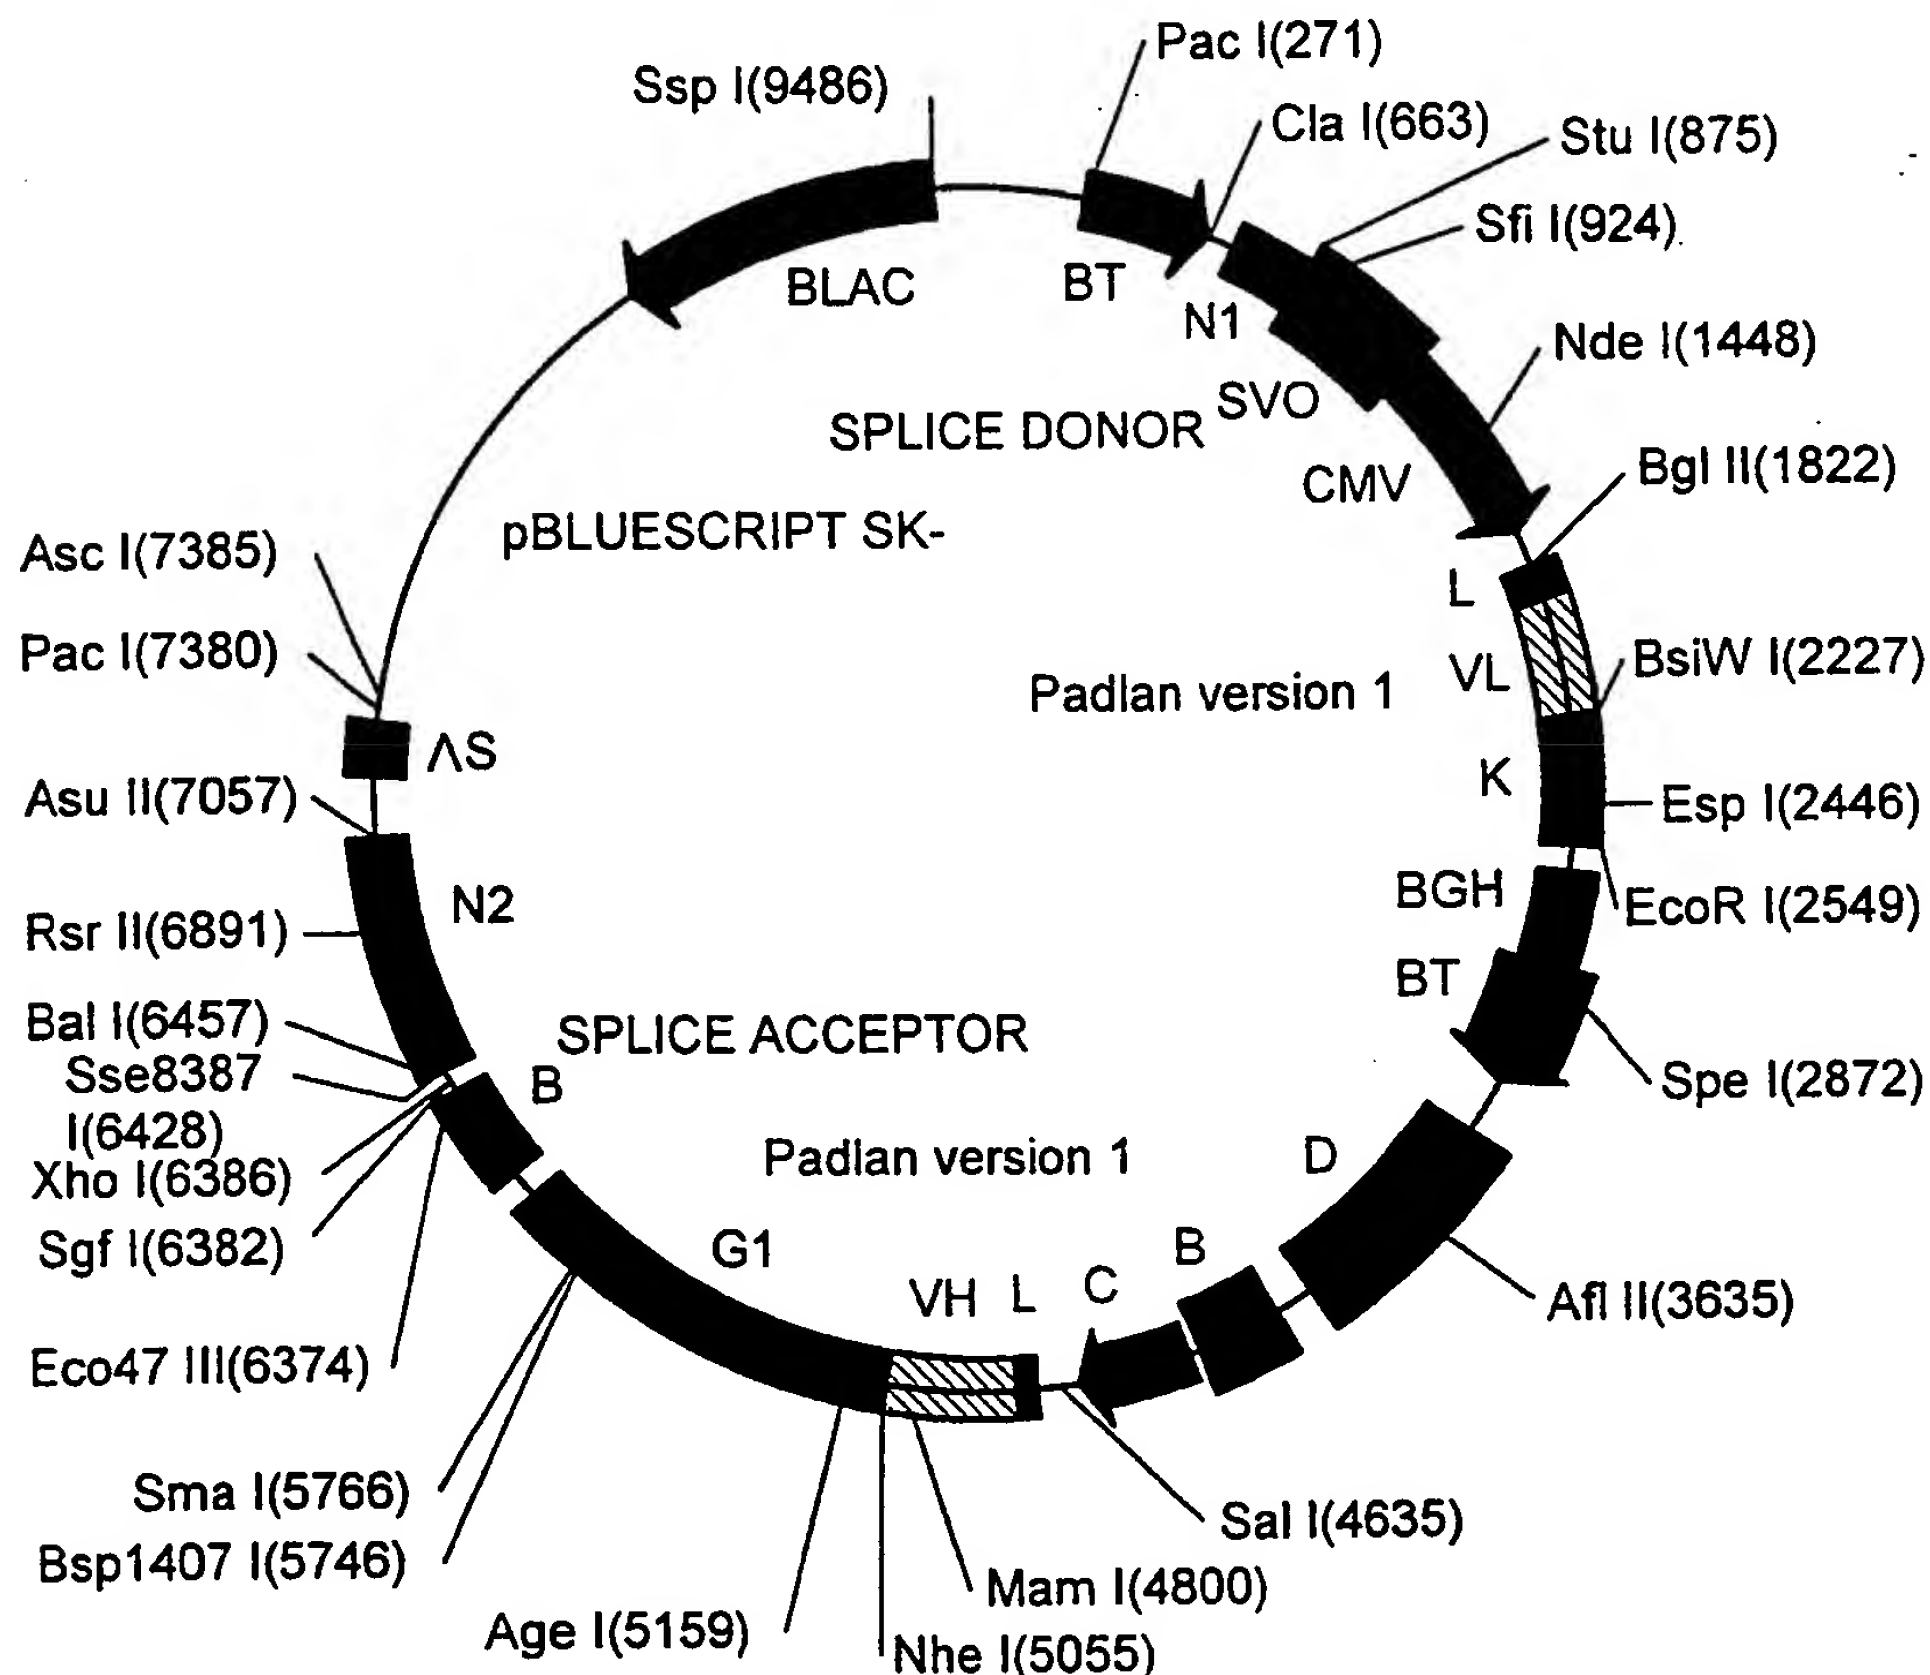 Pac I(271)
Ssp I(9486)
Cla I(663)
Stu I(875)
Sfi I(924)
BLAC
BT
N1
Nde I(1448)
SVO
SPLICE DONOR
CMV
Bgl II(1822)
pBLUESCRIPT SK-
Asc I(7385)
L
Pac I(7380)
VL
BsiW I(2227)
Padlan version 1
ΛS
K
Asu II(7057)
Esp I(2446)
BGH
N2
EcoR I(2549)
Rsr II(6891)
BT
Bal I(6457)
SPLICE ACCEPTOR
Sse8387
I(6428)
B
Spe I(2872)
Padlan version 1
D
Xho I(6386)
Sgf I(6382)
G1
B
VH
L
C
Afl II(3635)
Eco47 III(6374)
Sma I(5766)
Sal I(4635)
Bsp1407 I(5746)
Mam I(4800)
Age I(5159)
Nhe I(5055)